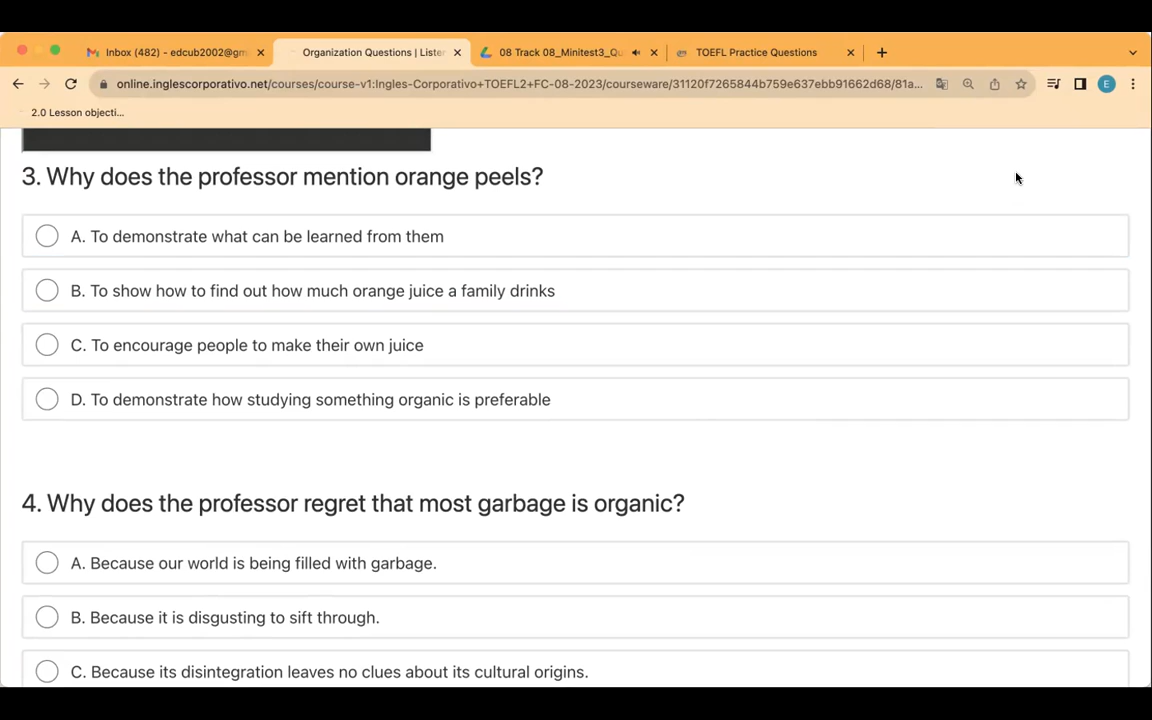 Inbox (482) - edcub2002@gm
Organization Questions | Lister
08 Track 08_Minitest3_Qu
TOEFL Practice Questions
online.inglescorporativo.net/courses/course-v1:Ingles-Corporativo+TOEFL2+FC-08-2023/courseware/31120f7265844b759e637ebb91662d68/81a...
E
2.0 Lesson objecti...
3. Why does the professor mention orange peels?
A. To demonstrate what can be learned from them
B. To show how to find out how much orange juice a family drinks
C. To encourage people to make their own juice
D. To demonstrate how studying something organic is preferable
4. Why does the professor regret that most garbage is organic?
A. Because our world is being filled with garbage.
B. Because it is disgusting to sift through.
C. Because its disintegration leaves no clues about its cultural origins.